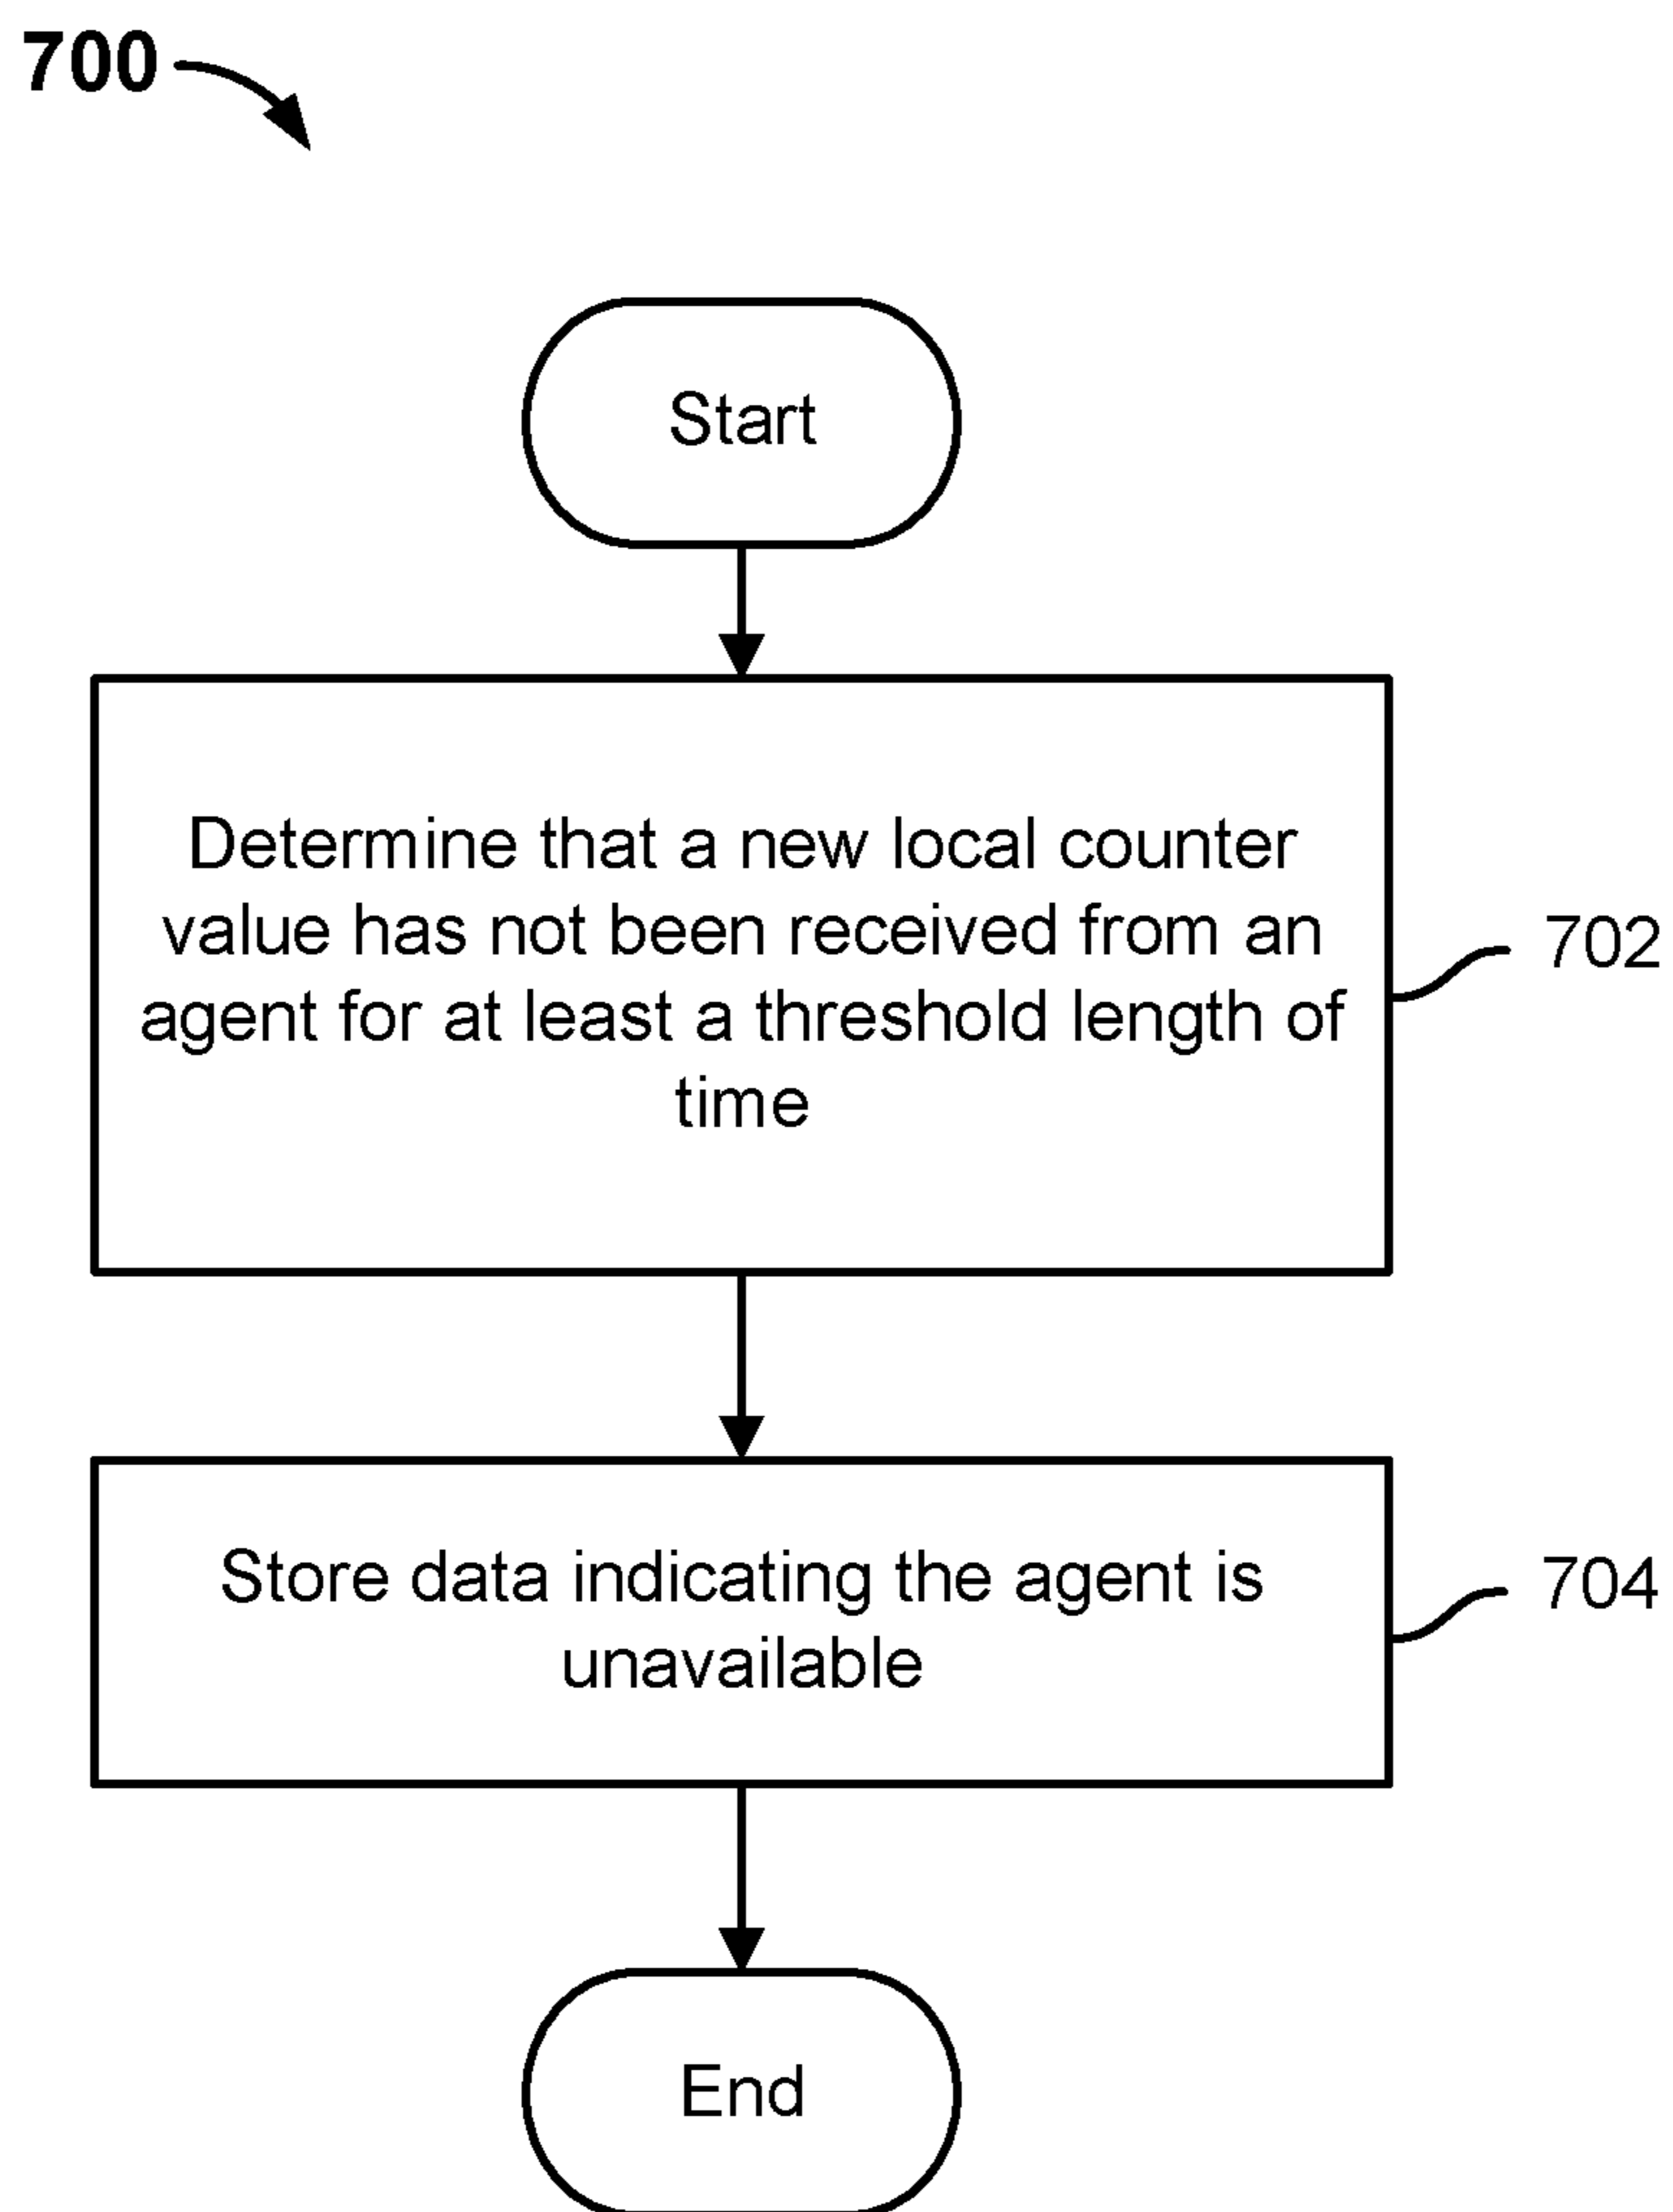 700
Start
Determine that a new local counter
value has not been received from an
agent for at least a threshold length of
time
702
Store data indicating the agent is
unavailable
704
End